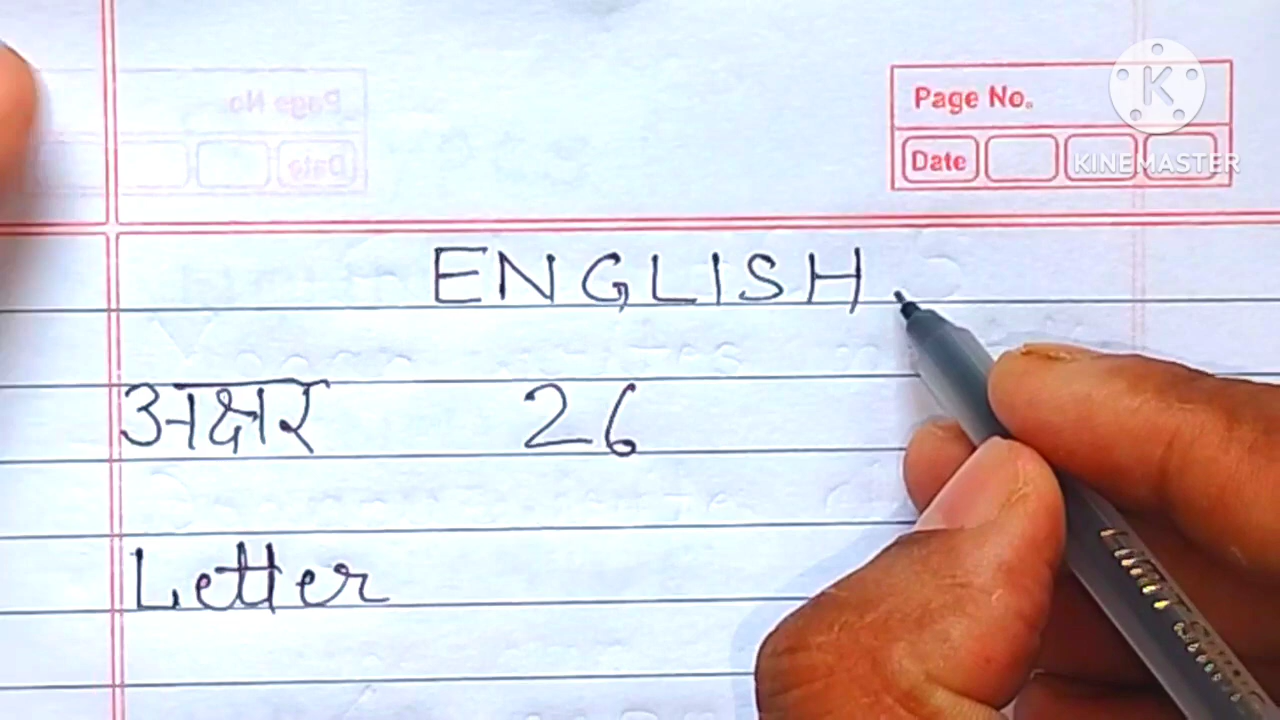 Page No.
Date
KINEMASTER
ENGLISH
अक्षर 26
Letter